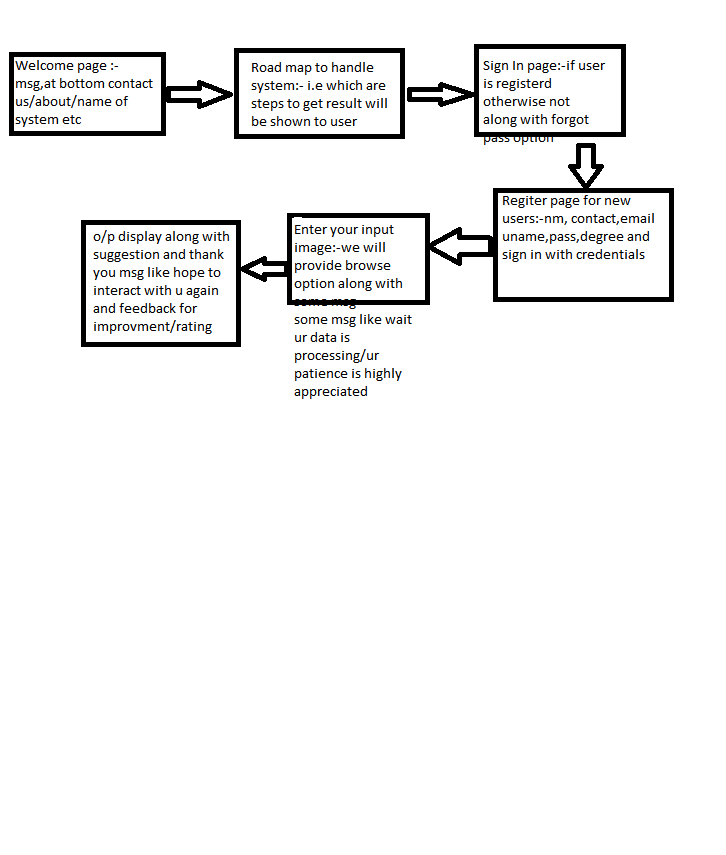 Welcome page :-
msg,at bottom contact
us/about/name of
system etc
Road map to handle
system:- i.e which are
steps to get result will
be shown to user
Sign In page:-if user
is registerd
otherwise not
along with forgot
pass option
Regiter page for new
users:-nm, contact,email
uname,pass,degree and
sign in with credentials
Enter your input
image:-we will
provide browse
option along with
some msg
some msg like wait
ur data is
processing/ur
patience is highly
appreciated
o/p display along with
suggestion and thank
you msg like hope to
interact with u again
and feedback for
improvment/rating